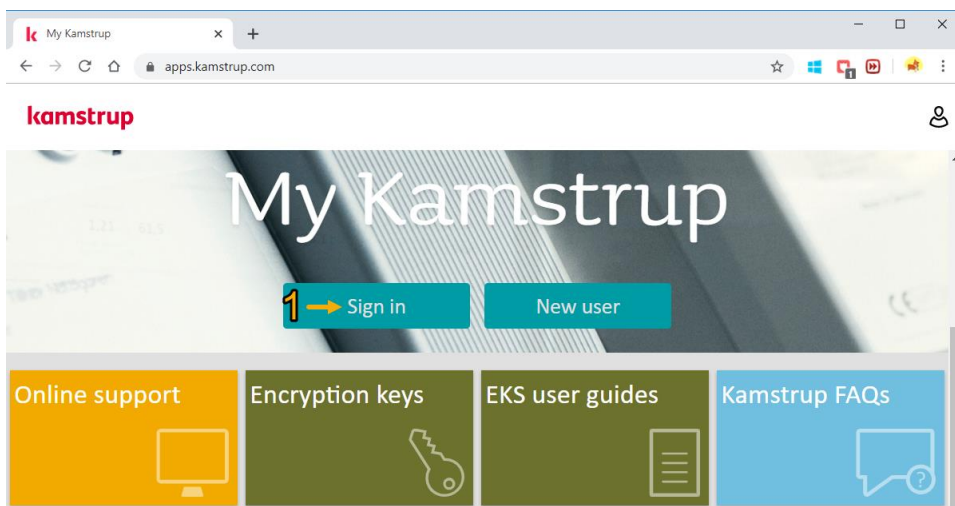 My Kamstrup
apps.kamstrup.com
1
kamstrup
My Kamstrup
1 Sign in
New user
Online support
Encryption keys
EKS user guides
Kamstrup FAQs
?